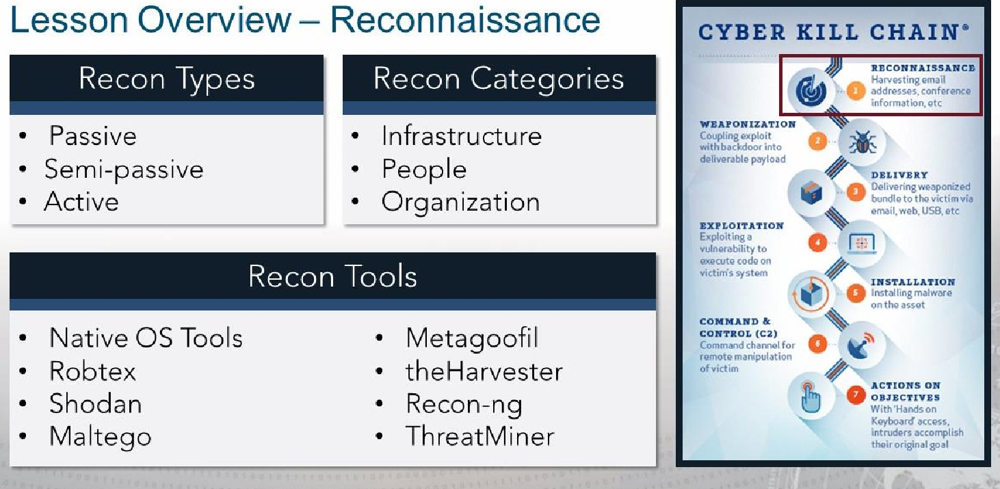 Lesson Overview – Reconnaissance
Recon Types
• Passive
• Semi-passive
• Active
Recon Categories
• Infrastructure
• People
• Organization
Recon Tools
• Native OS Tools
• Robtex
• Shodan
• Maltego
• Metagoofil
• theHarvester
• Recon-ng
• ThreatMiner
CYBER KILL CHAIN®
1
RECONNAISSANCE
Harvesting email
addresses, conference
information, etc
WEAPONIZATION
Coupling exploit
with backdoor into
deliverable payload
2
3
DELIVERY
Delivering weaponized
bundle to the victim via
email, web, USB, etc
EXPLOITATION
Exploiting a
vulnerability to
execute code on
victim's system
4
5
INSTALLATION
Installing malware
on the asset
COMMAND &
CONTROL (C2)
Command channel for
remote manipulation
of victim
6
7
ACTIONS ON
OBJECTIVES
With 'Hands on
Keyboard' access,
intruders accomplish
their original goal